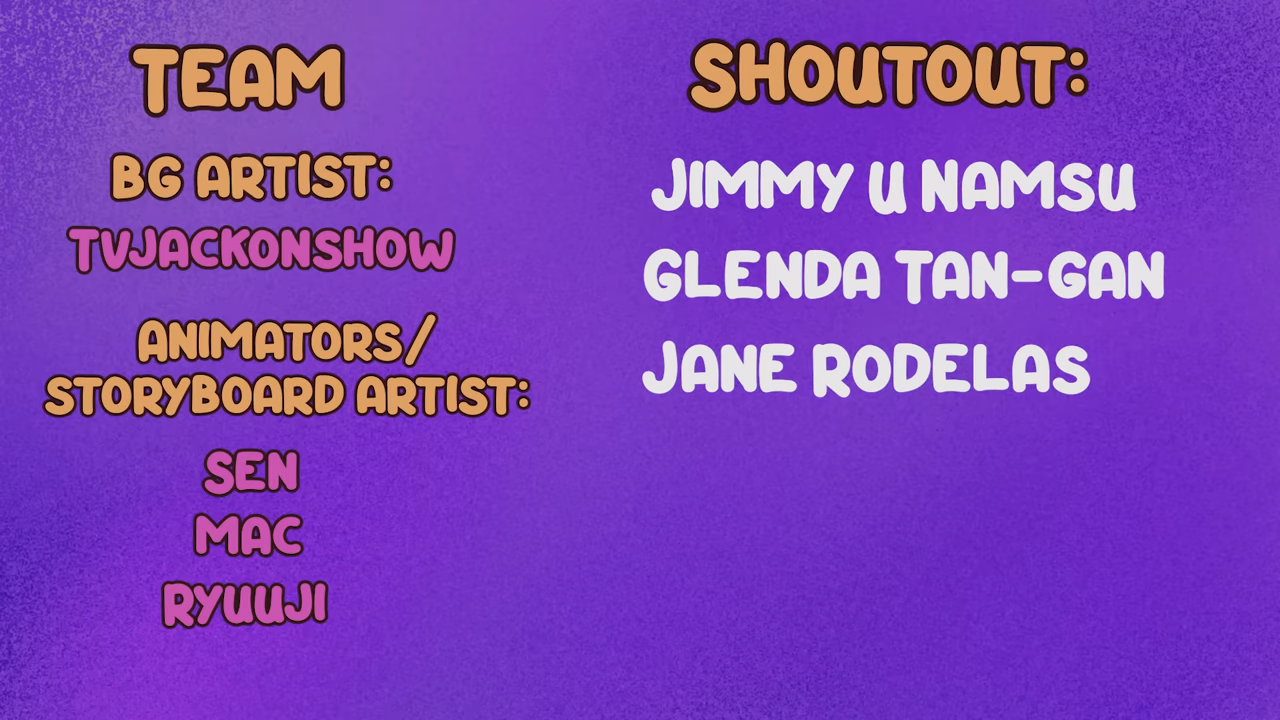 TEAM
BG ARTIST:
TVJACKONSHOW
ANIMATORS/
STORYBOARD ARTIST:
SEN
MAC
RYUUJI
SHOUTOUT:
JIMMY U NAMSU
GLENDA TAN-GAN
JANE RODELAS